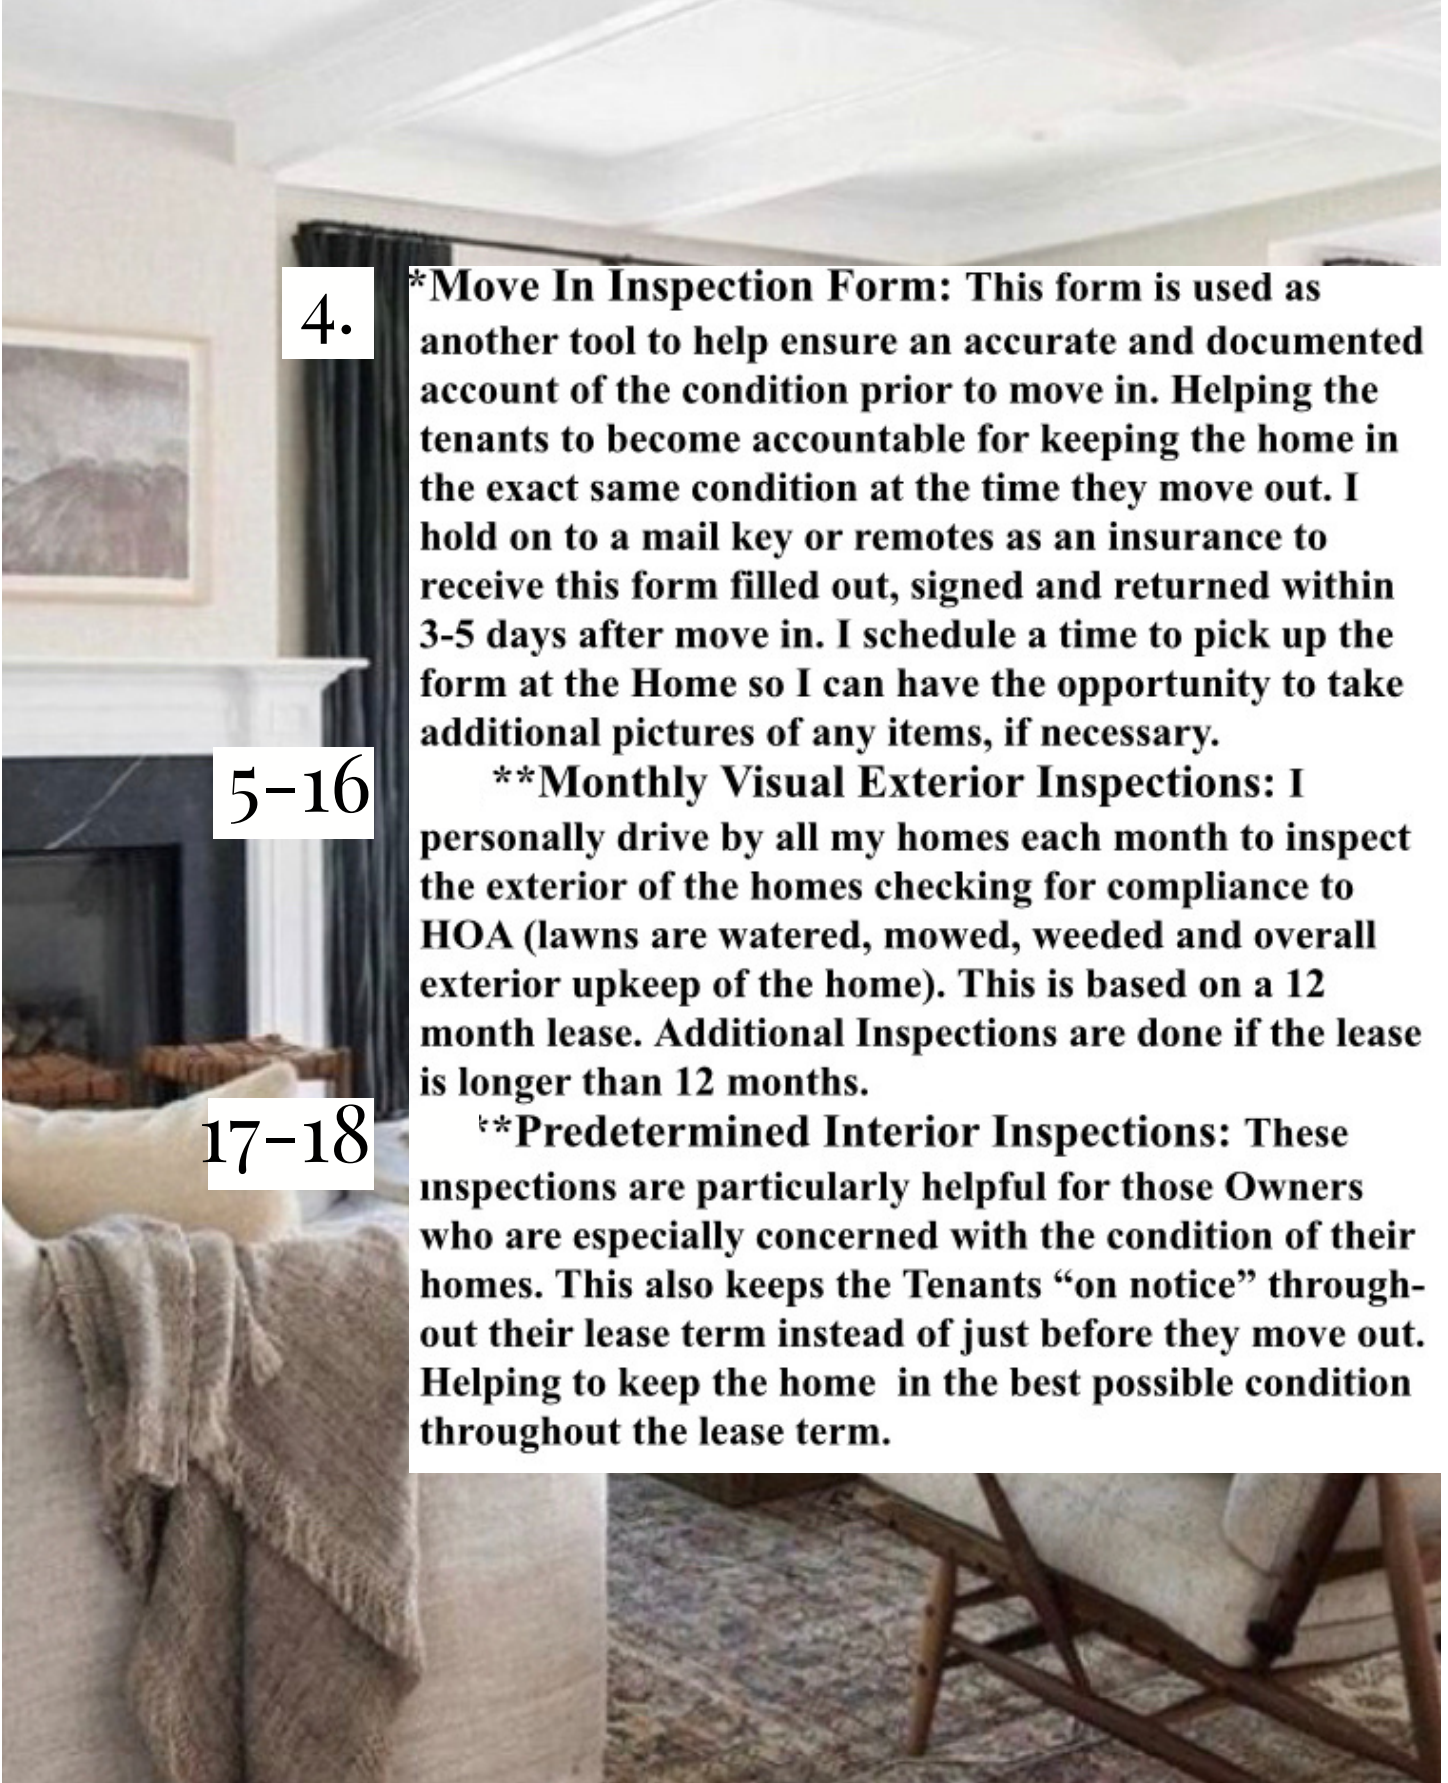 4. *Move In Inspection Form: This form is used as
another tool to help ensure an accurate and documented
account of the condition prior to move in. Helping the
tenants to become accountable for keeping the home in
the exact same condition at the time they move out. I
hold on to a mail key or remotes as an insurance to
receive this form filled out, signed and returned within
3-5 days after move in. I schedule a time to pick up the
form at the Home so I can have the opportunity to take
additional pictures of any items, if necessary.
5-16 **Monthly Visual Exterior Inspections: I
personally drive by all my homes each month to inspect
the exterior of the homes checking for compliance to
HOA (lawns are watered, mowed, weeded and overall
exterior upkeep of the home). This is based on a 12
month lease. Additional Inspections are done if the lease
is longer than 12 months.
17-18 **Predetermined Interior Inspections: These
inspections are particularly helpful for those Owners
who are especially concerned with the condition of their
homes. This also keeps the Tenants “on notice” through-
out their lease term instead of just before they move out.
Helping to keep the home  in the best possible condition
throughout the lease term.